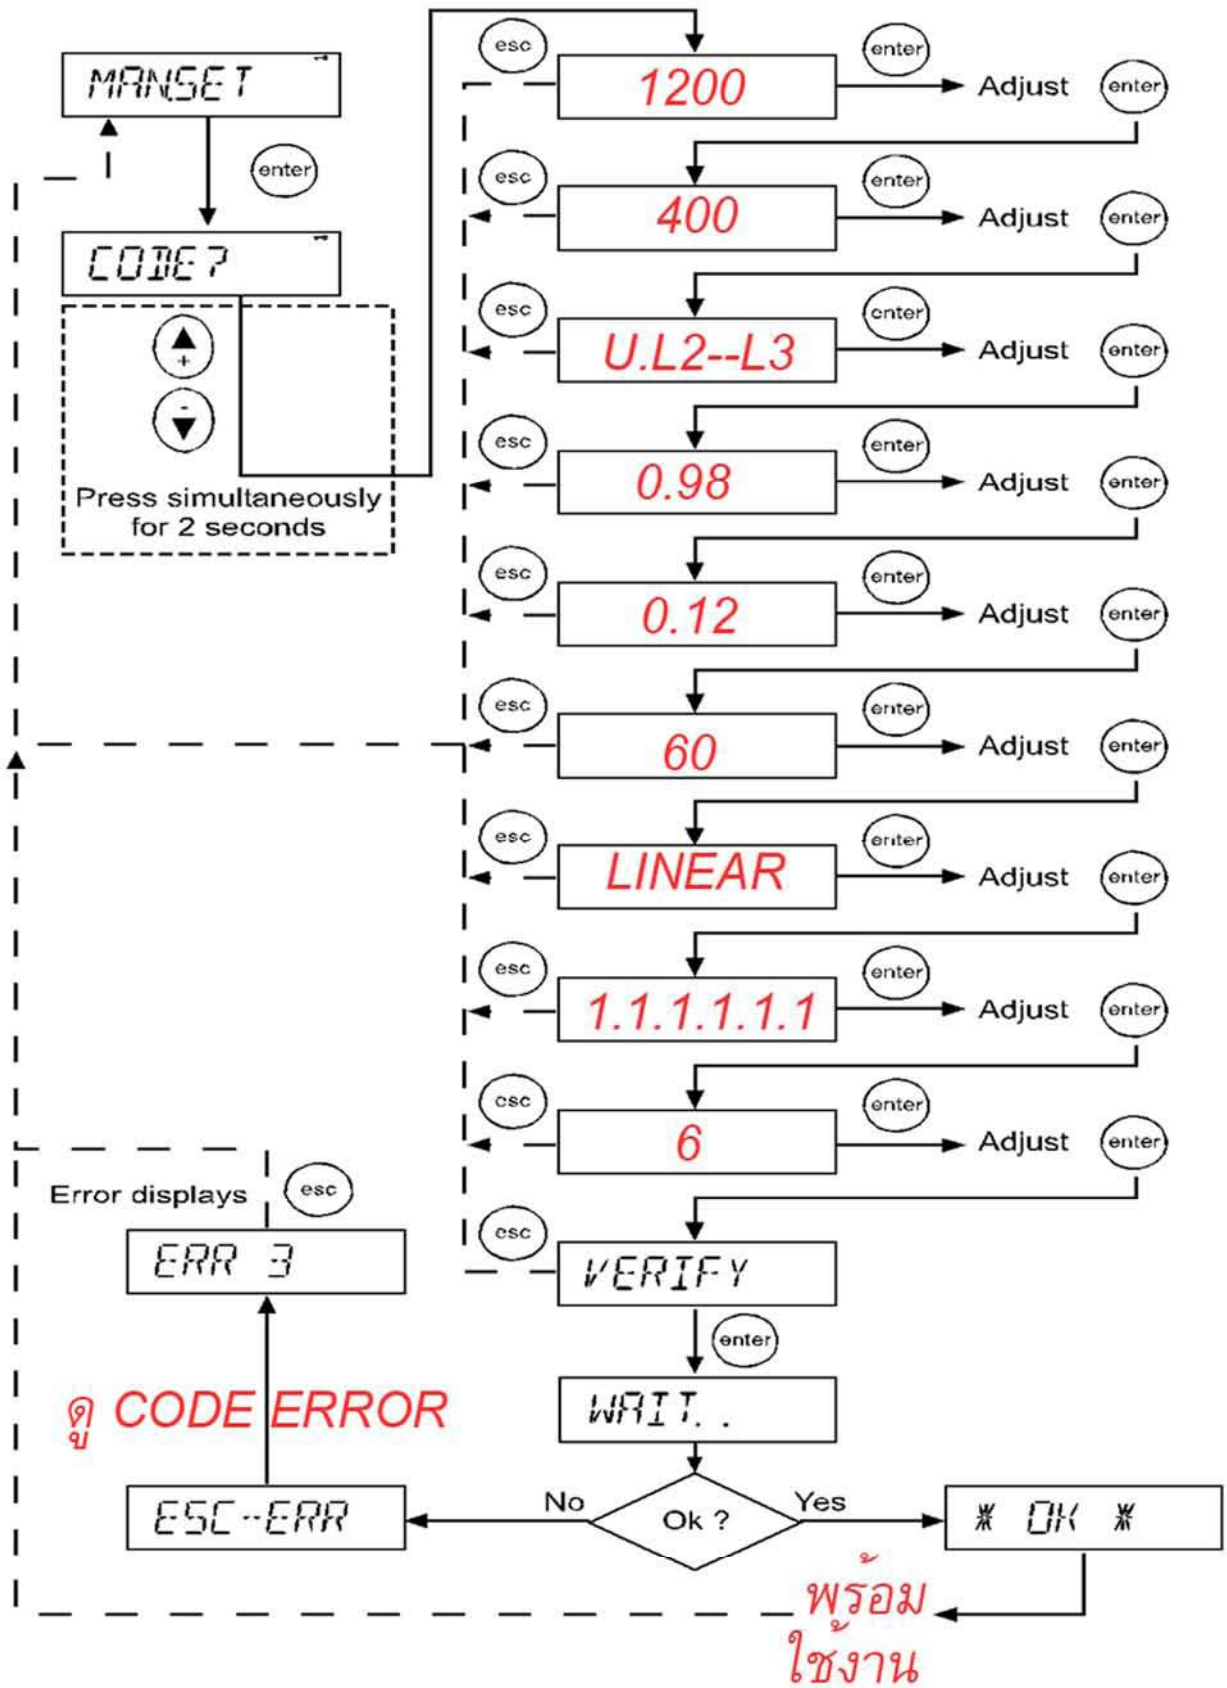 MAN.SET
enter
CODE?
+
-
Press simultaneously
for 2 seconds
esc
1200
enter
Adjust
enter
esc
400
enter
Adjust
enter
esc
U.L2--L3
enter
Adjust
enter
esc
0.98
enter
Adjust
enter
esc
0.12
enter
Adjust
enter
esc
60
enter
Adjust
enter
esc
LINEAR
enter
Adjust
enter
esc
1.1.1.1.1.1
enter
Adjust
enter
esc
6
enter
Adjust
enter
esc
VERIFY
enter
WAIT..
Ok ?
No
Yes
* OK *
พร้อม
ใช้งาน
ESC-ERR
ดู CODE ERROR
ERR 3
Error displays
esc